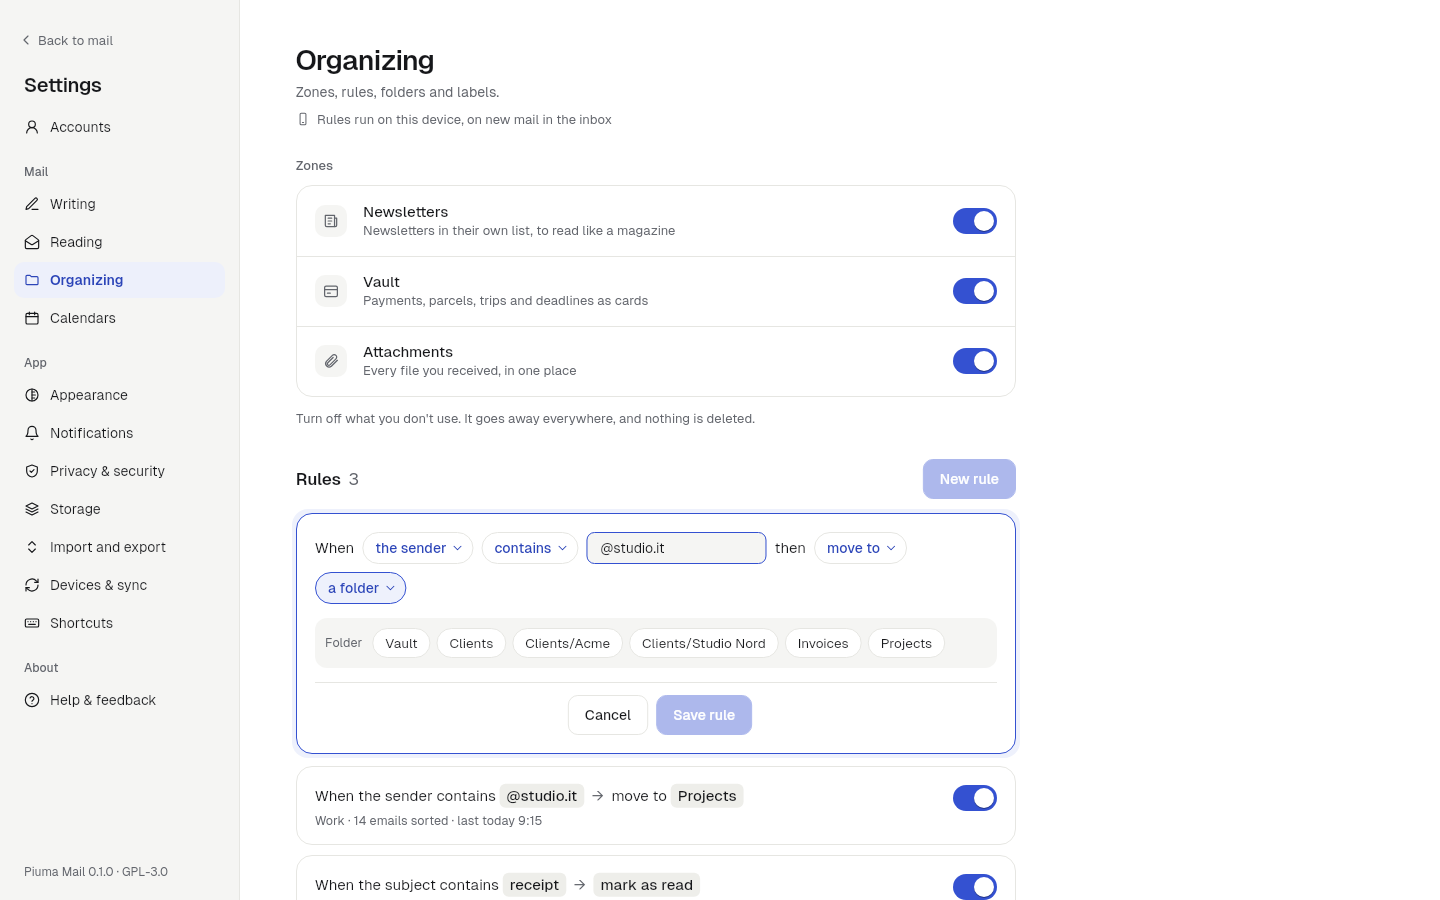 Back to mail
Settings
Accounts
Mail
Writing
Reading
Organizing
Calendars
App
Appearance
Notifications
Privacy & security
Storage
Import and export
Devices & sync
Shortcuts
About
Help & feedback
Piuma Mail 0.1.0 · GPL-3.0
Organizing
Zones, rules, folders and labels.
Rules run on this device, on new mail in the inbox
Zones
Newsletters
Newsletters in their own list, to read like a magazine
Vault
Payments, parcels, trips and deadlines as cards
Attachments
Every file you received, in one place
Turn off what you don't use. It goes away everywhere, and nothing is deleted.
Rules 3 New rule
When the sender contains @studio.it then move to
a folder
Folder Vault Clients Clients/Acme Clients/Studio Nord Invoices Projects
Cancel Save rule
When the sender contains @studio.it → move to Projects
Work · 14 emails sorted · last today 9:15
When the subject contains receipt → mark as read